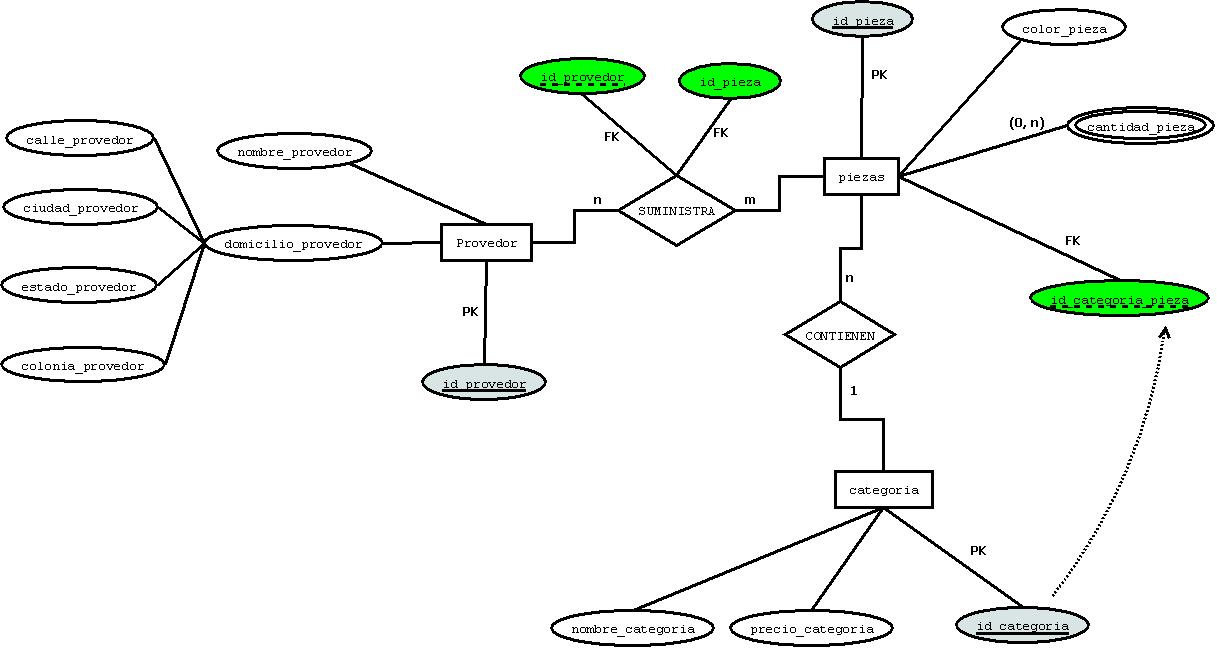 id_pieza
color_pieza
PK
id_provedor
id_pieza
(0, n)
cantidad_pieza
FK
FK
calle_provedor
nombre_provedor
piezas
ciudad_provedor
n
SUMINISTRA
m
domicilio_provedor
Provedor
FK
estado_provedor
n
id_categoria_pieza
PK
CONTIENEN
colonia_provedor
id_provedor
1
categoria
PK
nombre_categoria
precio_categoria
id_categoria